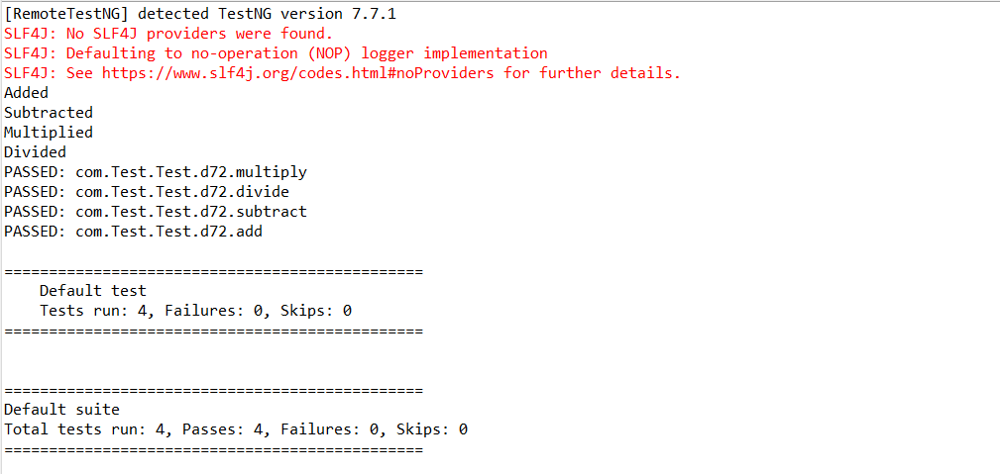 [RemoteTestNG] detected TestNG version 7.7.1
SLF4J: No SLF4J providers were found.
SLF4J: Defaulting to no-operation (NOP) logger implementation
SLF4J: See https://www.slf4j.org/codes.html#noProviders for further details.
Added
Subtracted
Multiplied
Divided
PASSED: com.Test.Test.d72.multiply
PASSED: com.Test.Test.d72.divide
PASSED: com.Test.Test.d72.subtract
PASSED: com.Test.Test.d72.add
===============================================
    Default test
    Tests run: 4, Failures: 0, Skips: 0
===============================================
===============================================
Default suite
Total tests run: 4, Passes: 4, Failures: 0, Skips: 0
===============================================